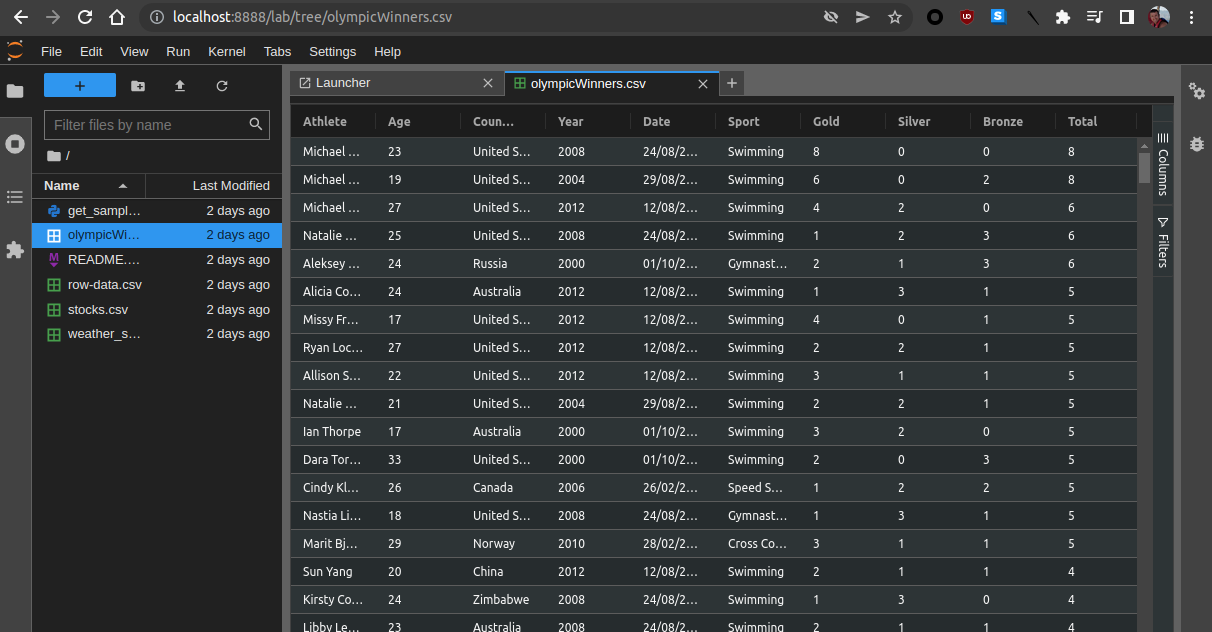 localhost:8888/lab/tree/olympicWinners.csv
File Edit View Run Kernel Tabs Settings Help
Launcher
olympicWinners.csv
Filter files by name
/
Name Last Modified
get_sampl... 2 days ago
olympicWi... 2 days ago
README.... 2 days ago
row-data.csv 2 days ago
stocks.csv 2 days ago
weather_s... 2 days ago
Athlete Age Coun... Year Date Sport Gold Silver Bronze Total
Michael ... 23 United S... 2008 24/08/2... Swimming 8 0 0 8
Michael ... 19 United S... 2004 29/08/2... Swimming 6 0 2 8
Michael ... 27 United S... 2012 12/08/2... Swimming 4 2 0 6
Natalie ... 25 United S... 2008 24/08/2... Swimming 1 2 3 6
Aleksey ... 24 Russia 2000 01/10/2... Gymnast... 2 1 3 6
Alicia Co... 24 Australia 2012 12/08/2... Swimming 1 3 1 5
Missy Fr... 17 United S... 2012 12/08/2... Swimming 4 0 1 5
Ryan Loc... 27 United S... 2012 12/08/2... Swimming 2 2 1 5
Allison S... 22 United S... 2012 12/08/2... Swimming 3 1 1 5
Natalie ... 21 United S... 2004 29/08/2... Swimming 2 2 1 5
Ian Thorpe 17 Australia 2000 01/10/2... Swimming 3 2 0 5
Dara Tor... 33 United S... 2000 01/10/2... Swimming 2 0 3 5
Cindy Kl... 26 Canada 2006 26/02/2... Speed S... 1 2 2 5
Nastia Li... 18 United S... 2008 24/08/2... Gymnast... 1 3 1 5
Marit Bj... 29 Norway 2010 28/02/2... Cross Co... 3 1 1 5
Sun Yang 20 China 2012 12/08/2... Swimming 2 1 1 4
Kirsty Co... 24 Zimbabwe 2008 24/08/2... Swimming 1 3 0 4
Libby Le... 23 Australia 2008 24/08/2... Swimming 2 1 1 4
Columns
Filters